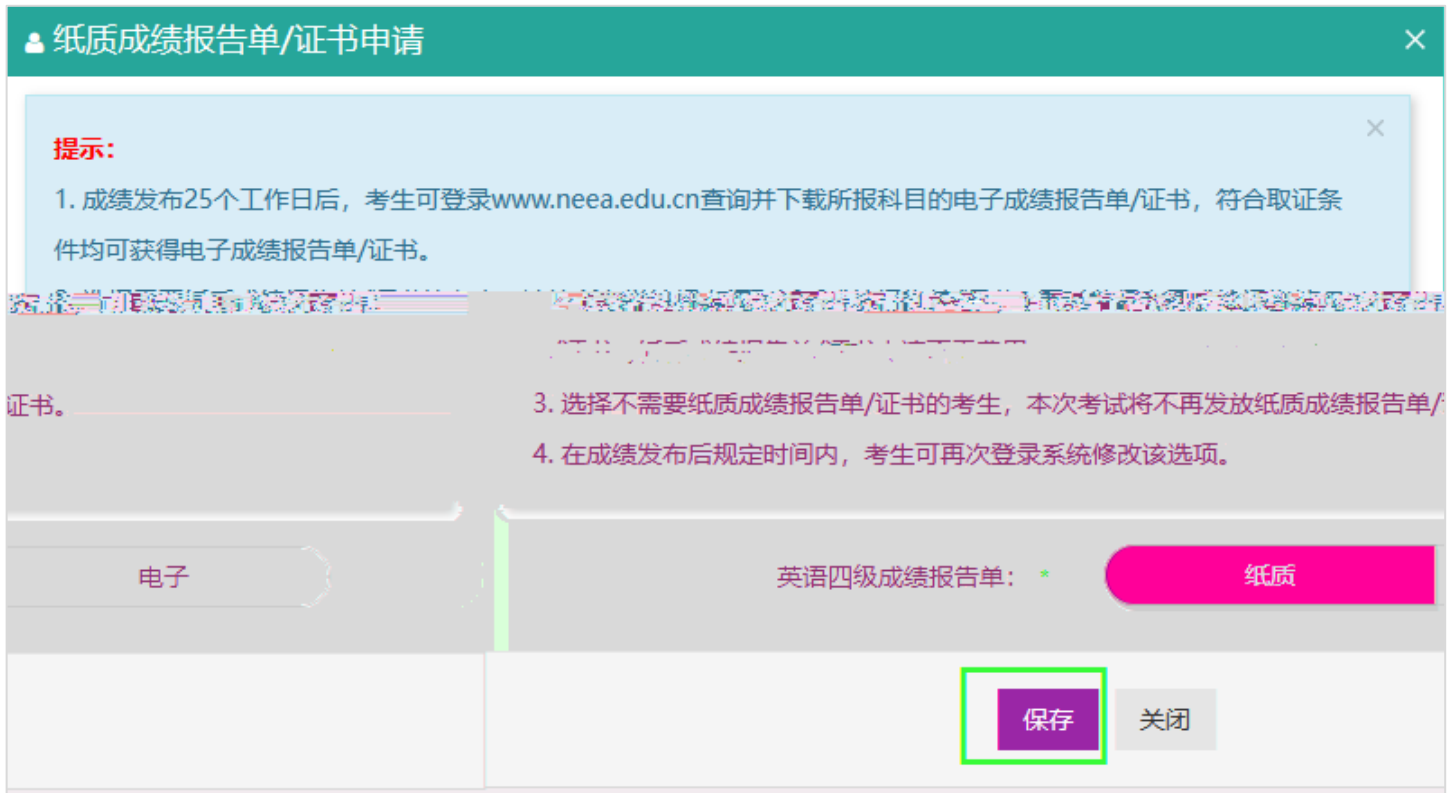 纸质成绩报告单/证书申请
提示：
1. 成绩发布25个工作日后，考生可登录www.neea.edu.cn查询并下载所报科目的电子成绩报告单/证书，符合取证条
件均可获得电子成绩报告单/证书。
3. 选择不需要纸质成绩报告单/证书的考生，本次考试将不再发放纸质成绩报告单/
证书。
4. 在成绩发布后规定时间内，考生可再次登录系统修改该选项。
英语四级成绩报告单： * 纸质 电子
保存 关闭